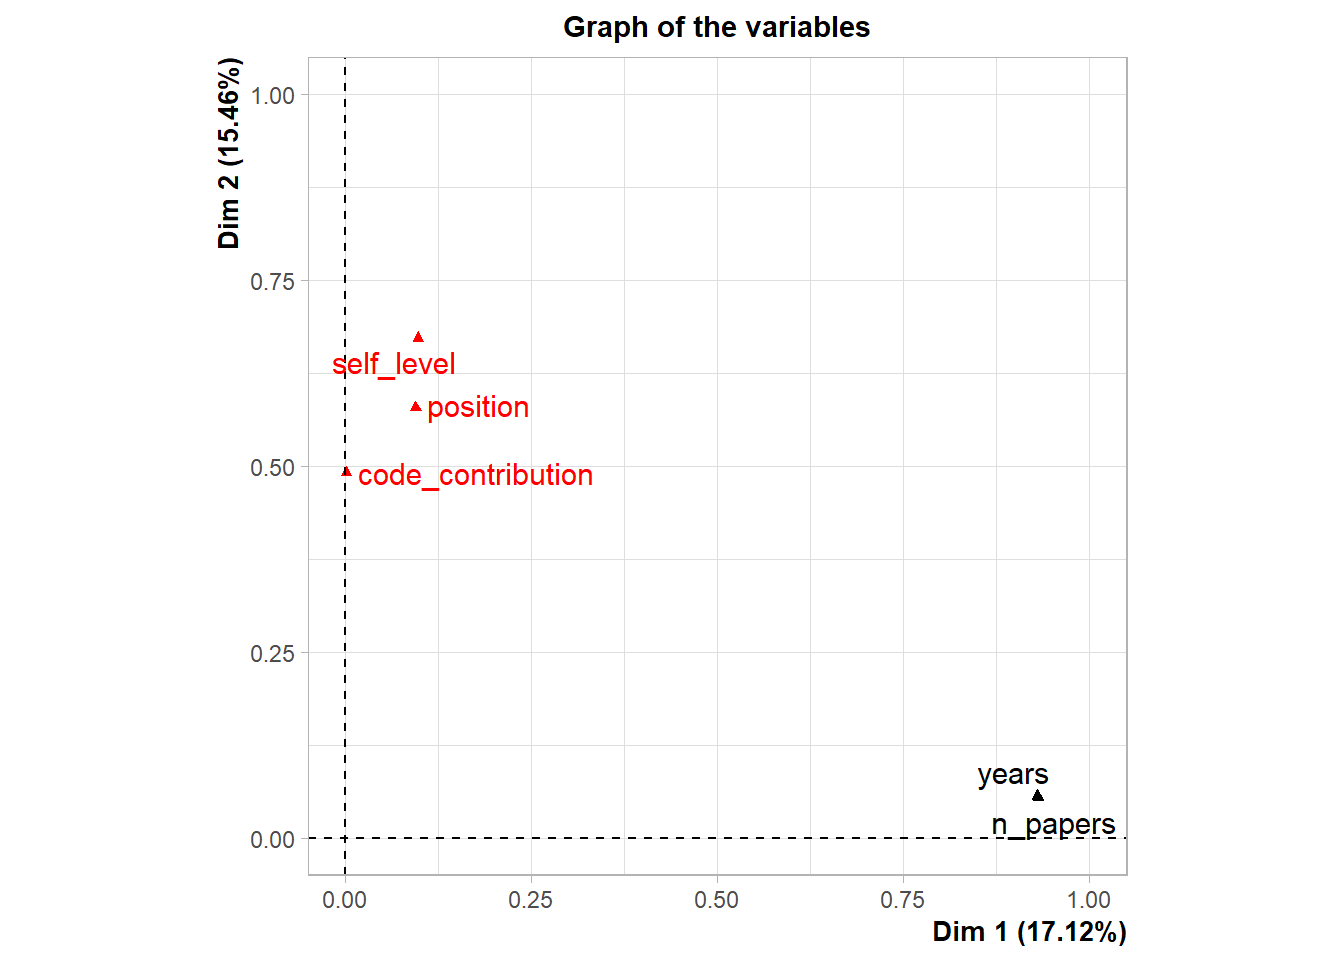 Graph of the variables
Dim 2 (15.46%)
1.00
0.75
0.50
0.25
0.00
self_level
position
code_contribution
years
n_papers
0.00 0.25 0.50 0.75 1.00
Dim 1 (17.12%)